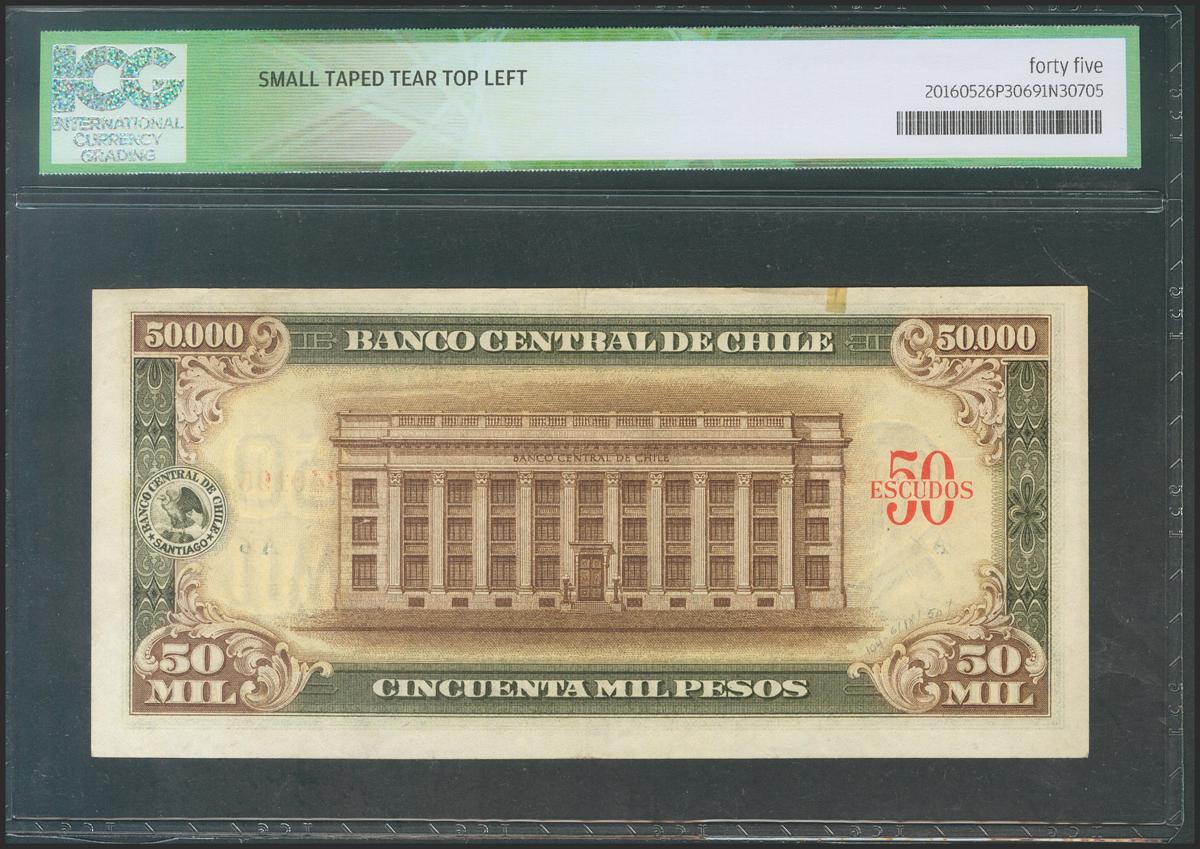 ICG
INTERNATIONAL
CURRENCY
GRADING
SMALL TAPED TEAR TOP LEFT
forty five
20160526P30691N30705
50.000
BANCO CENTRAL DE CHILE
50.000
BANCO CENTRAL DE CHILE
BANCO CENTRAL DE CHILE
SANTIAGO
50
ESCUDOS
50
MIL
CINCUENTA MIL PESOS
50
MIL